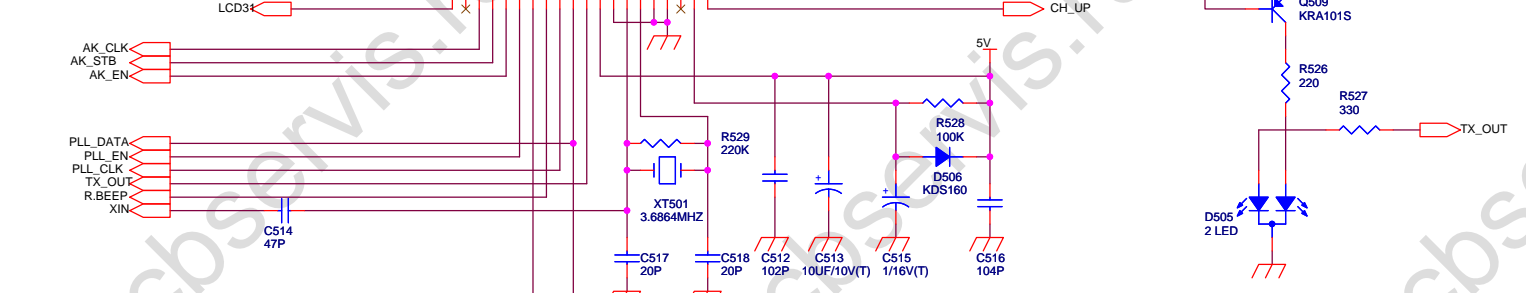 LCD31
CH_UP
Q509
KRA101S
AK_CLK
AK_STB
AK_EN
5V
R526
220
R527
330
TX_OUT
R528
100K
PLL_DATA
PLL_EN
PLL_CLK
TX_OUT
R.BEEP
XIN
R529
220K
D506
KDS160
XT501
3.6864MHZ
D505
2 LED
C514
47P
C517
20P
C518
20P
C512
102P
C513
10UF/10V(T)
C515
1/16V(T)
C516
104P
cbservis.r
cbs